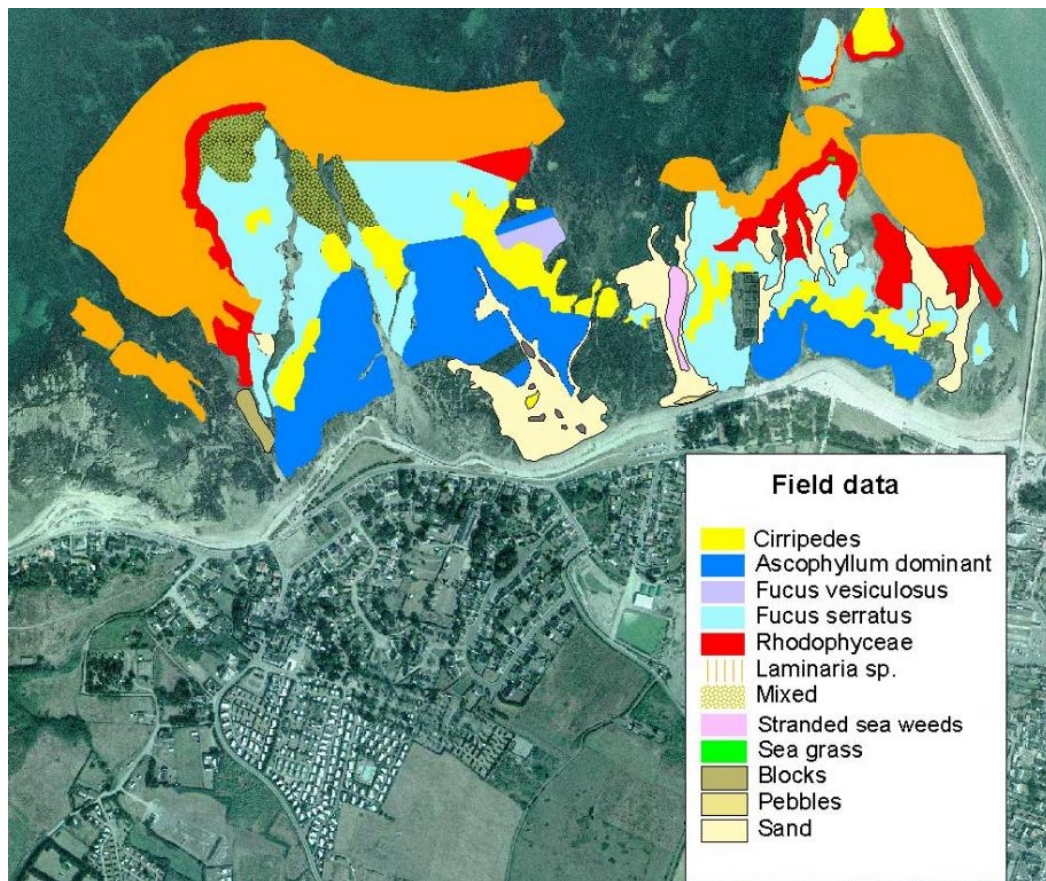 Field data
Cirripedes
Ascophyllum dominant
Fucus vesiculosus
Fucus serratus
Rhodophyceae
Laminaria sp.
Mixed
Stranded sea weeds
Sea grass
Blocks
Pebbles
Sand